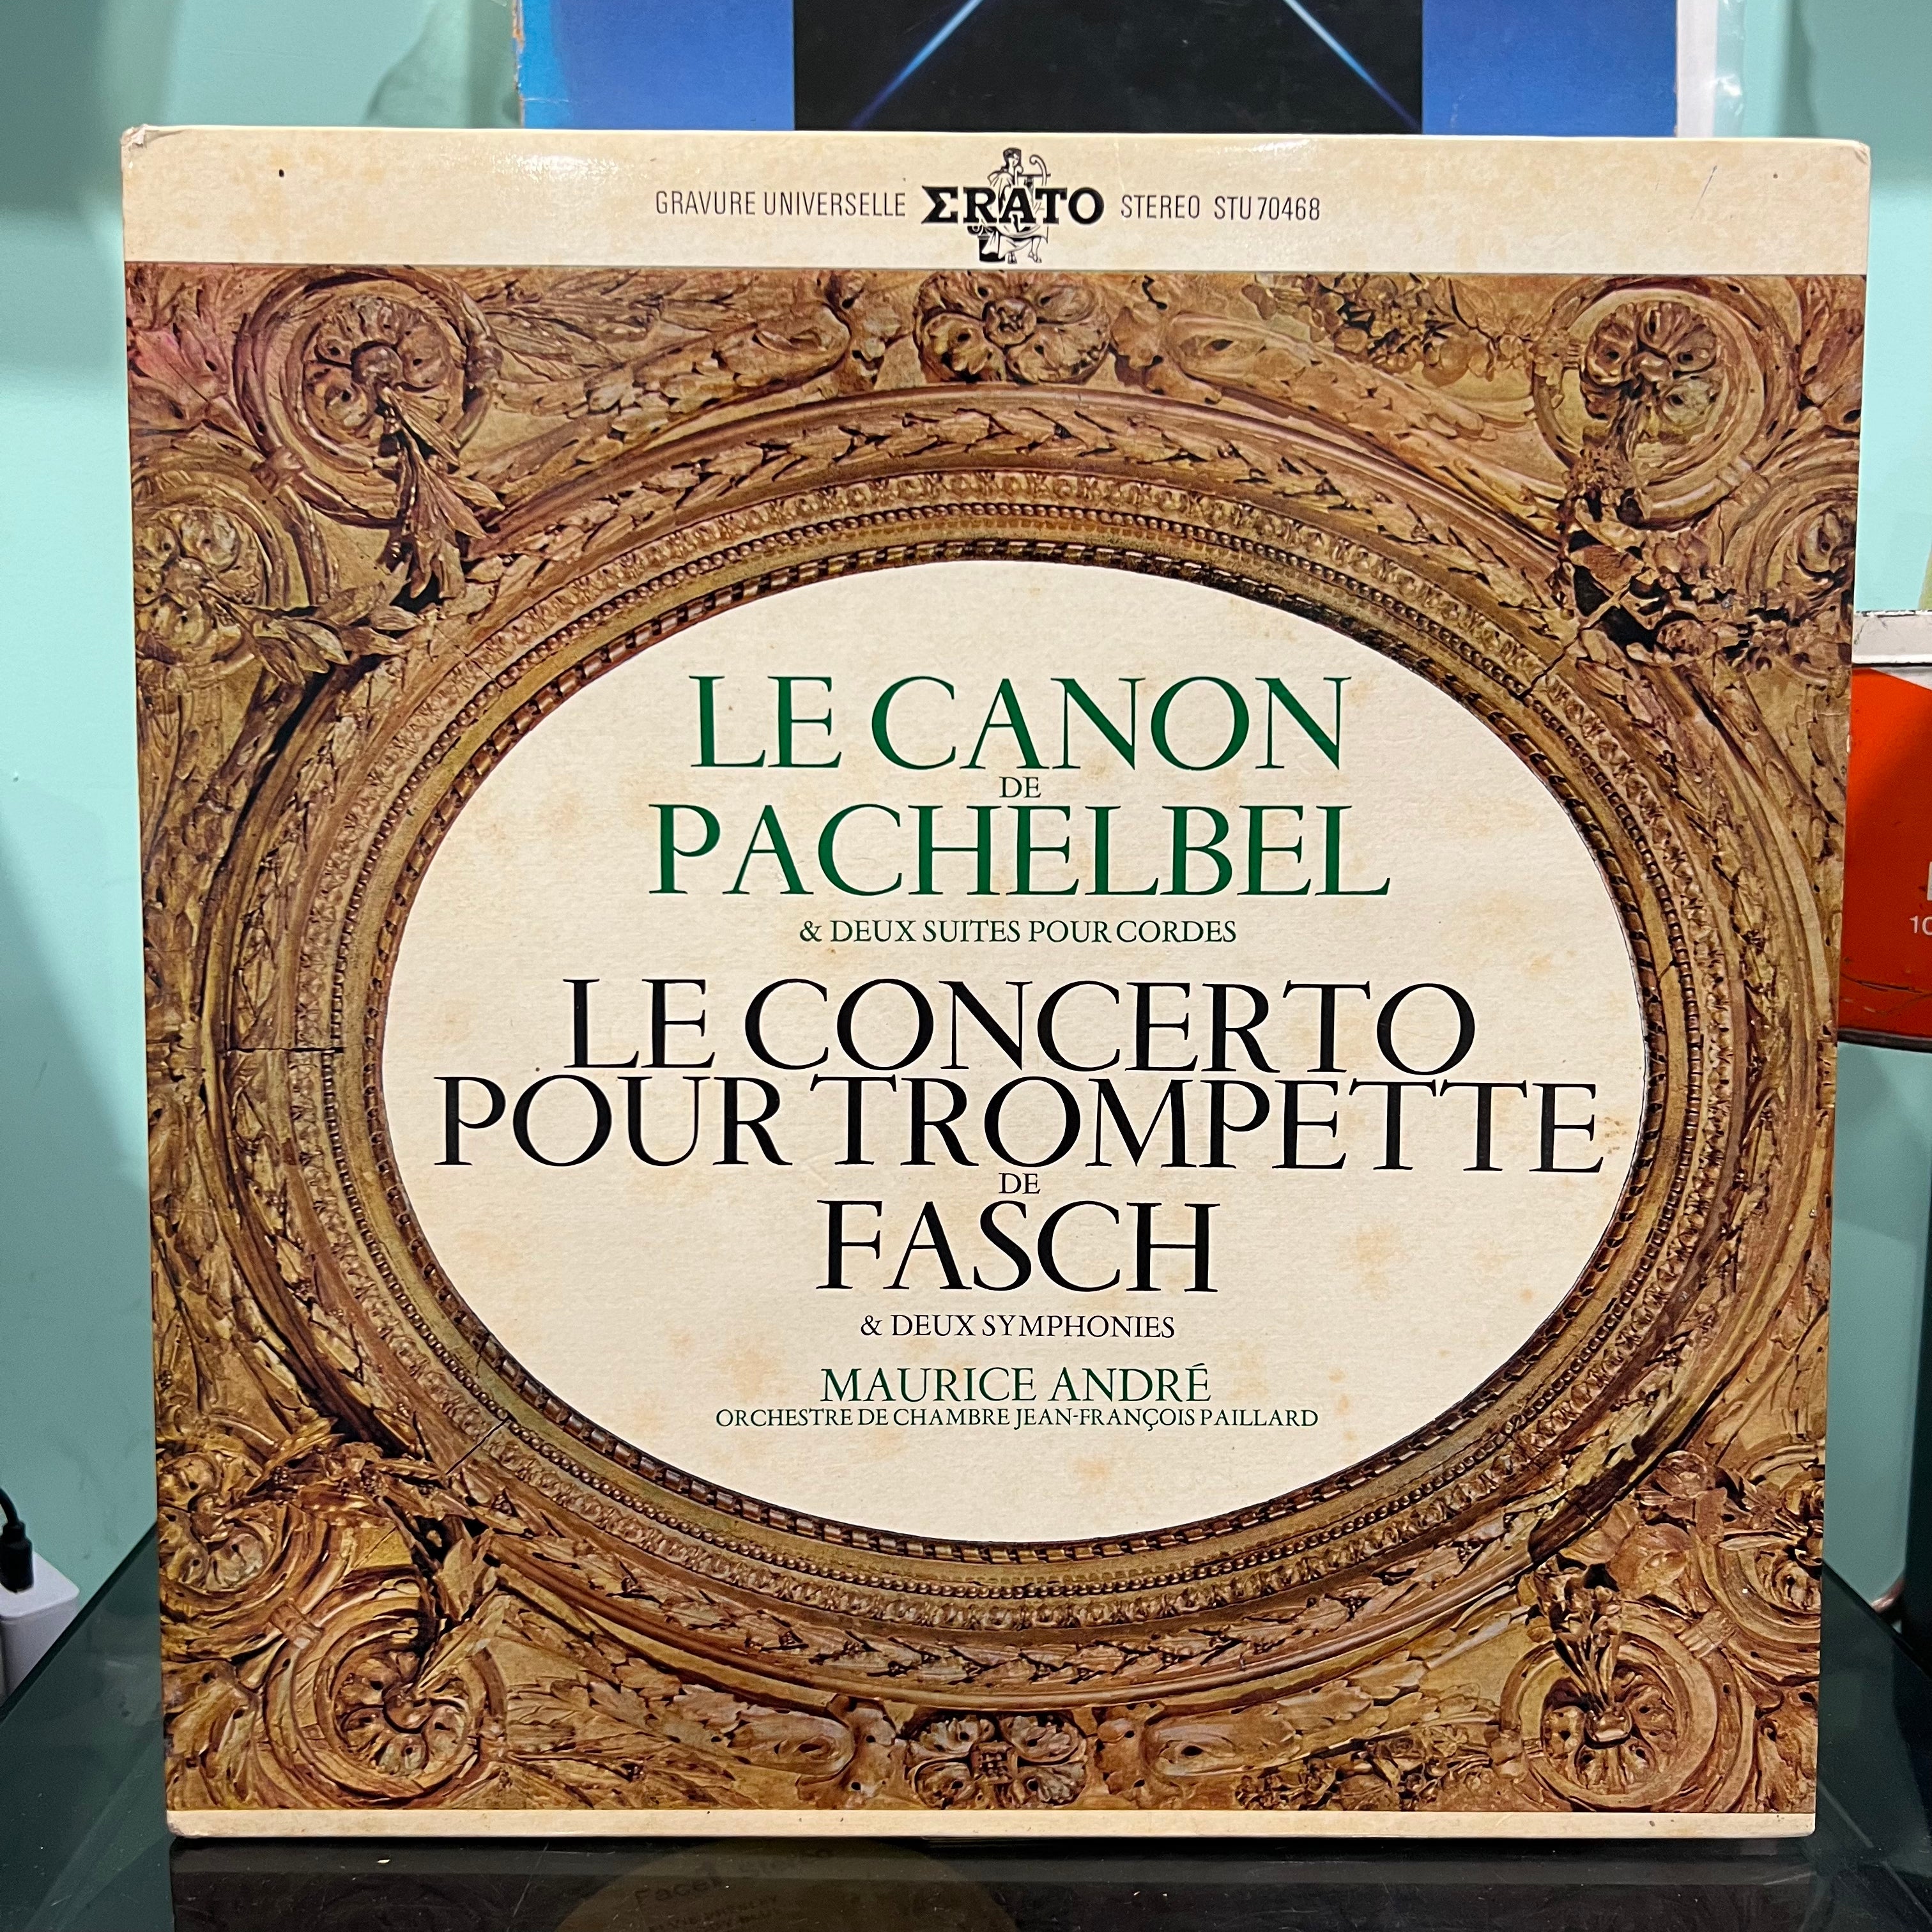 GRAVURE UNIVERSELLE ΣRATO STEREO STU 70468
LE CANON
DE
PACHELBEL
& DEUX SUITES POUR CORDES
LE CONCERTO
POUR TROMPETTE
DE
FASCH
& DEUX SYMPHONIES
MAURICE ANDRÉ
ORCHESTRE DE CHAMBRE JEAN-FRANÇOIS PAILLARD